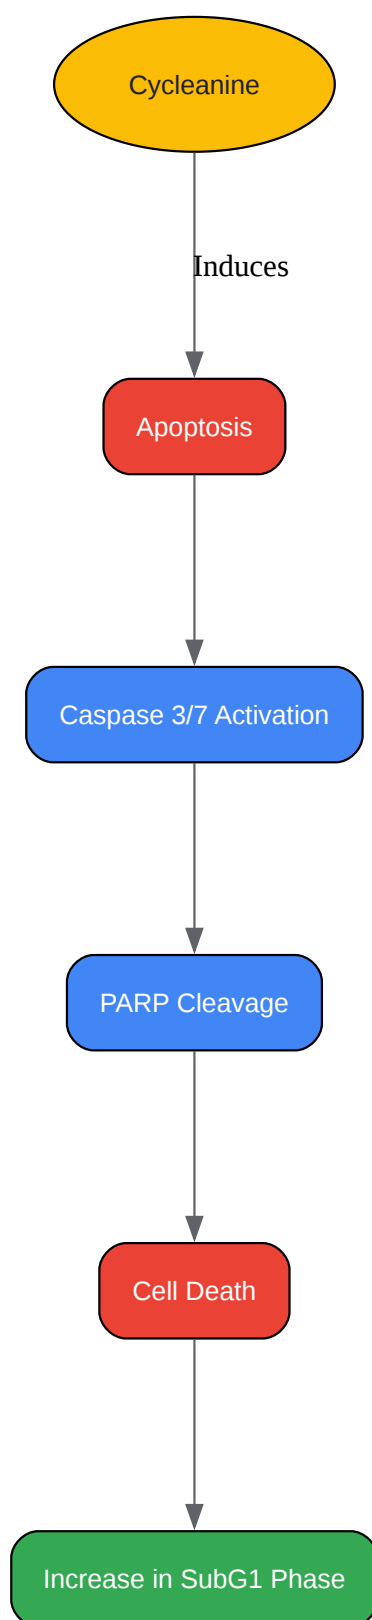 Cycleanine
Induces
Apoptosis
Caspase 3/7 Activation
PARP Cleavage
Cell Death
Increase in SubG1 Phase